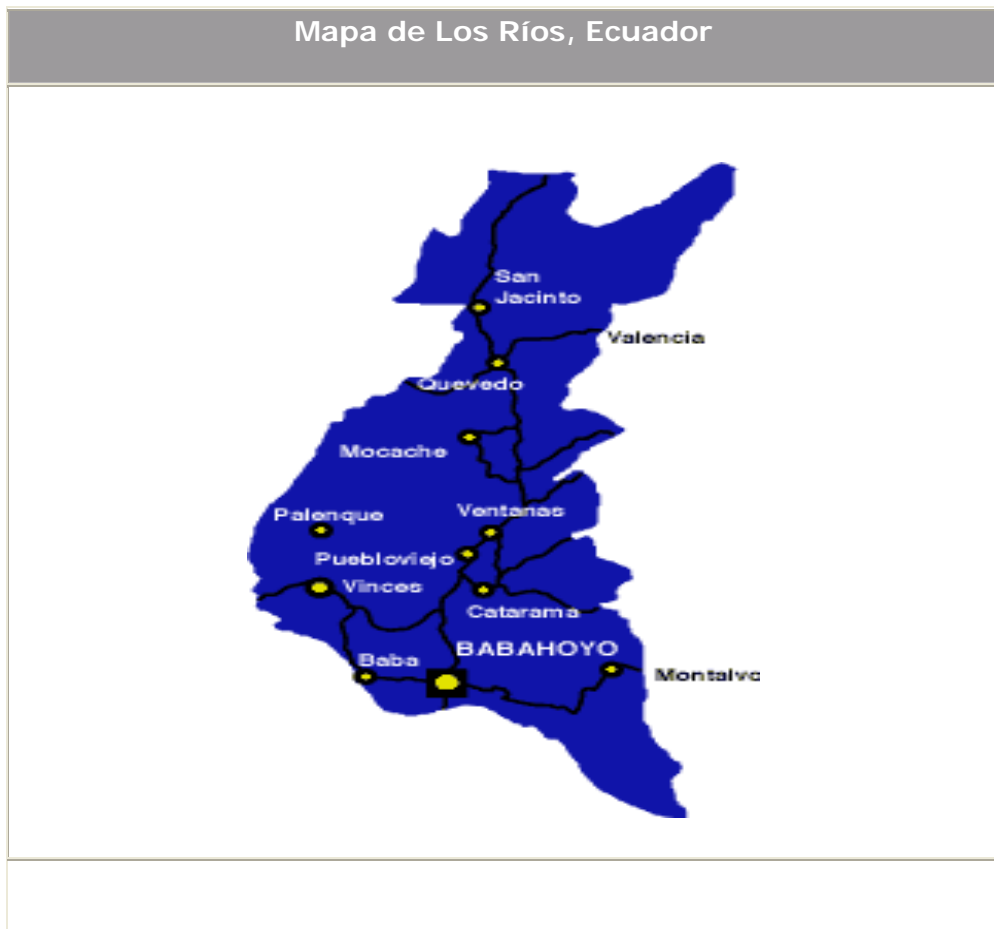 Mapa de Los Ríos, Ecuador
San
Jacinto
Valencia
Quevedo
Mocache
Palenque
Ventanas
Puebloviejo
Vinces
Catarama
BABAHOYO
Baba
Montalvo